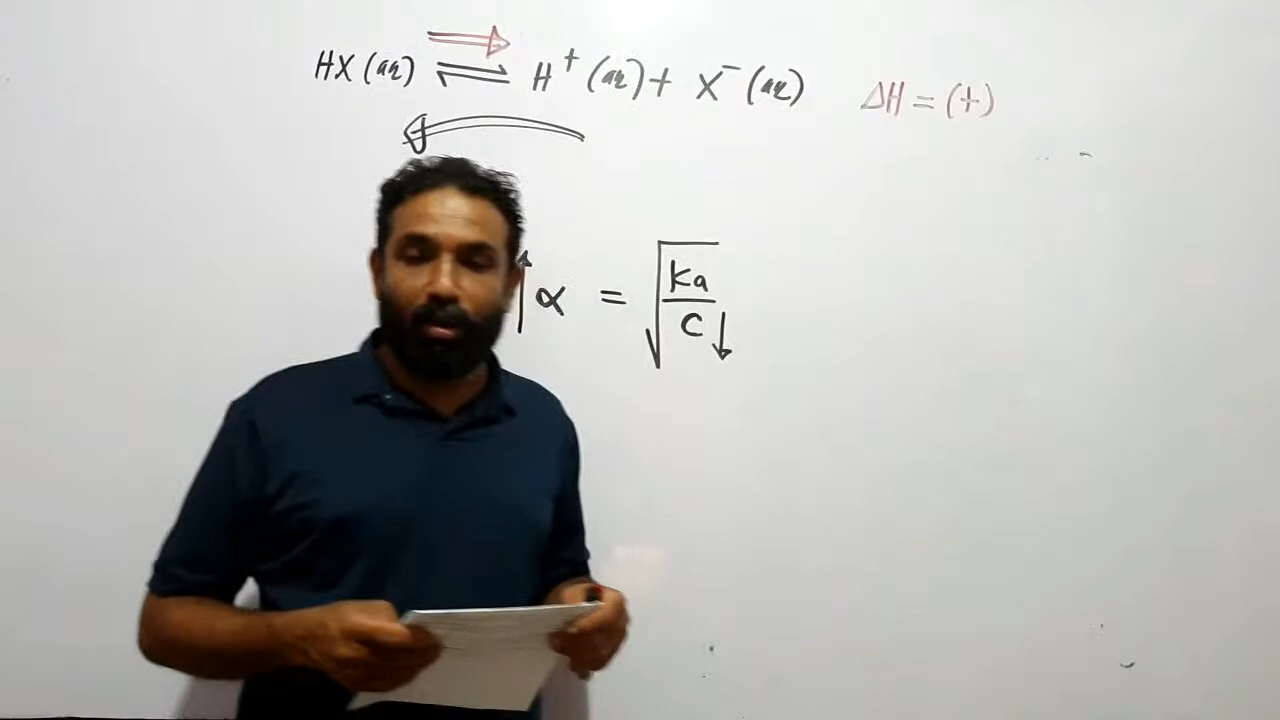 HX(aq) ⇌ H⁺(aq) + X⁻(aq) ΔH = (+)
↑α = √(Ka/C↓)